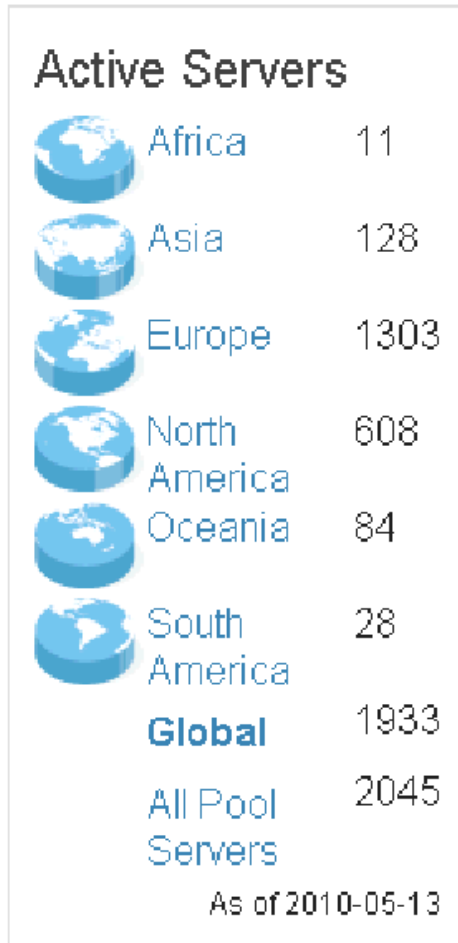 Active Servers
Africa 11
Asia 128
Europe 1303
North 608
America
Oceania 84
South 28
America
Global 1933
All Pool 2045
Servers
As of 2010-05-13